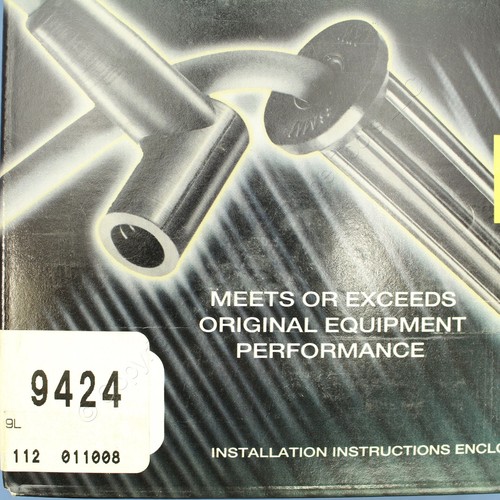 MEETS OR EXCEEDS
ORIGINAL EQUIPMENT
PERFORMANCE
9424
9L
112 011008
INSTALLATION INSTRUCTIONS ENCLO